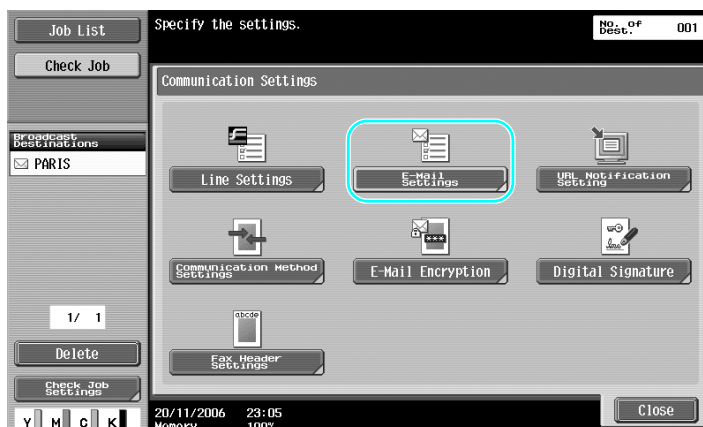 Job List
Check Job
Broadcast
Destinations
PARIS
1/ 1
Delete
Check Job
Settings
Y M C K
Specify the settings.
No. of
Dest.
001
Communication Settings
Line Settings
E-Mail
Settings
URL Notification
Setting
Communication Method
Settings
E-Mail Encryption
Digital Signature
abcde
Fax Header
Settings
20/11/2006 23:05
Memory 100%
Close